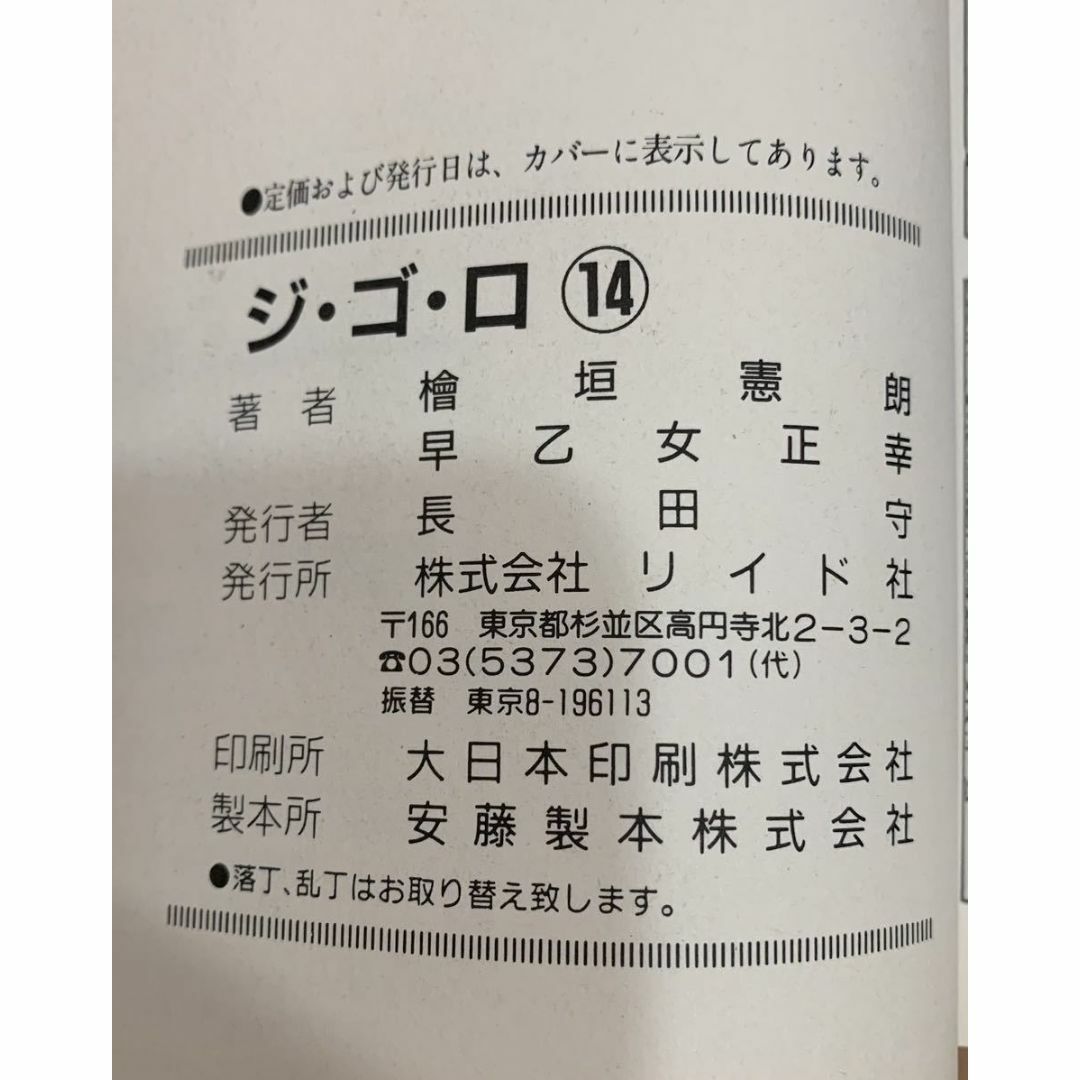 ●定価および発行日は、カバーに表示してあります。
ジ・ゴ・ロ ⑭
著者 檜垣憲朗
早乙女正幸
発行者 長田守
発行所 株式会社 リイド社
〒166 東京都杉並区高円寺北2-3-2
☎03(5373)7001(代)
振替 東京8-196113
印刷所 大日本印刷株式会社
製本所 安藤製本株式会社
●落丁、乱丁はお取り替え致します。